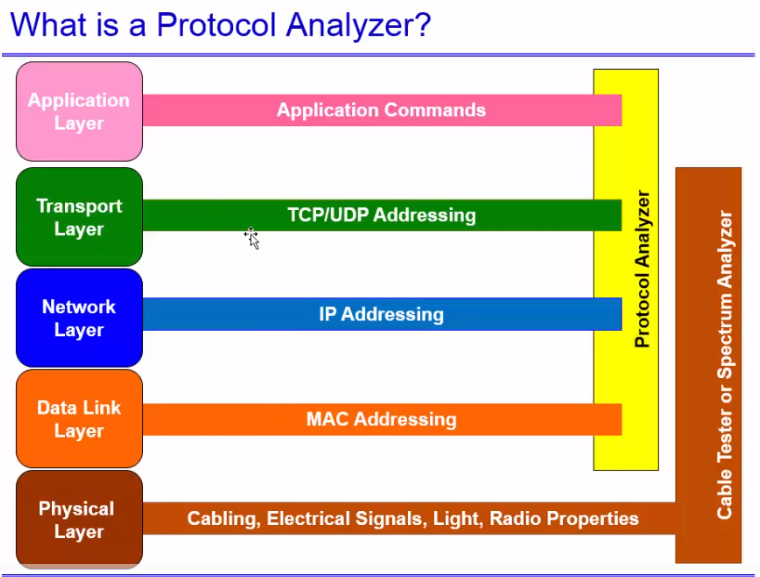 What is a Protocol Analyzer?
Application
Layer
Application Commands
Transport
Layer
TCP/UDP Addressing
Network
Layer
IP Addressing
Data Link
Layer
MAC Addressing
Physical
Layer
Cabling, Electrical Signals, Light, Radio Properties
Protocol Analyzer
Cable Tester or Spectrum Analyzer